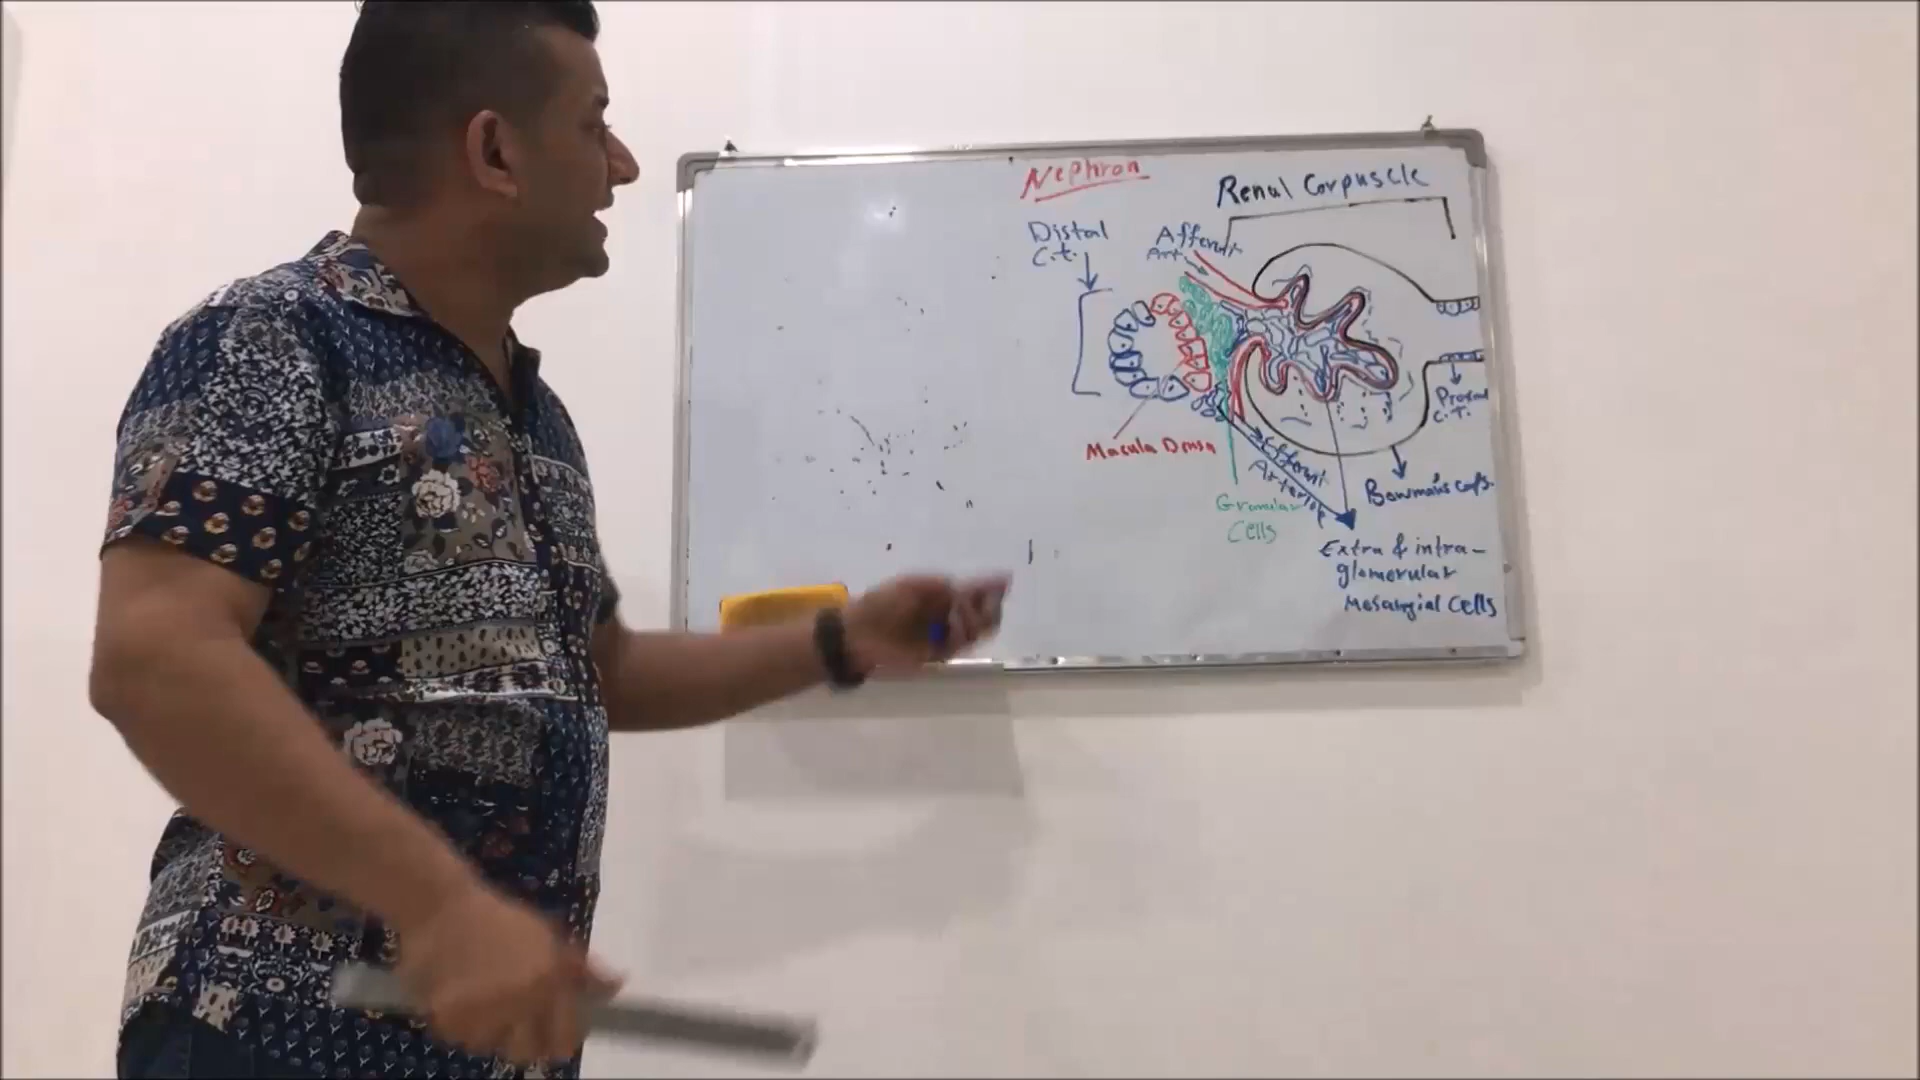 Nephron
Renal Corpuscle
Distal
C.t.
Afferent
Art
Macula Densa
Efferent
Arteriole
Granular
Cells
Proximal
C.T.
Bowman's Caps.
Extra & intra-
glomerular
Mesangial Cells